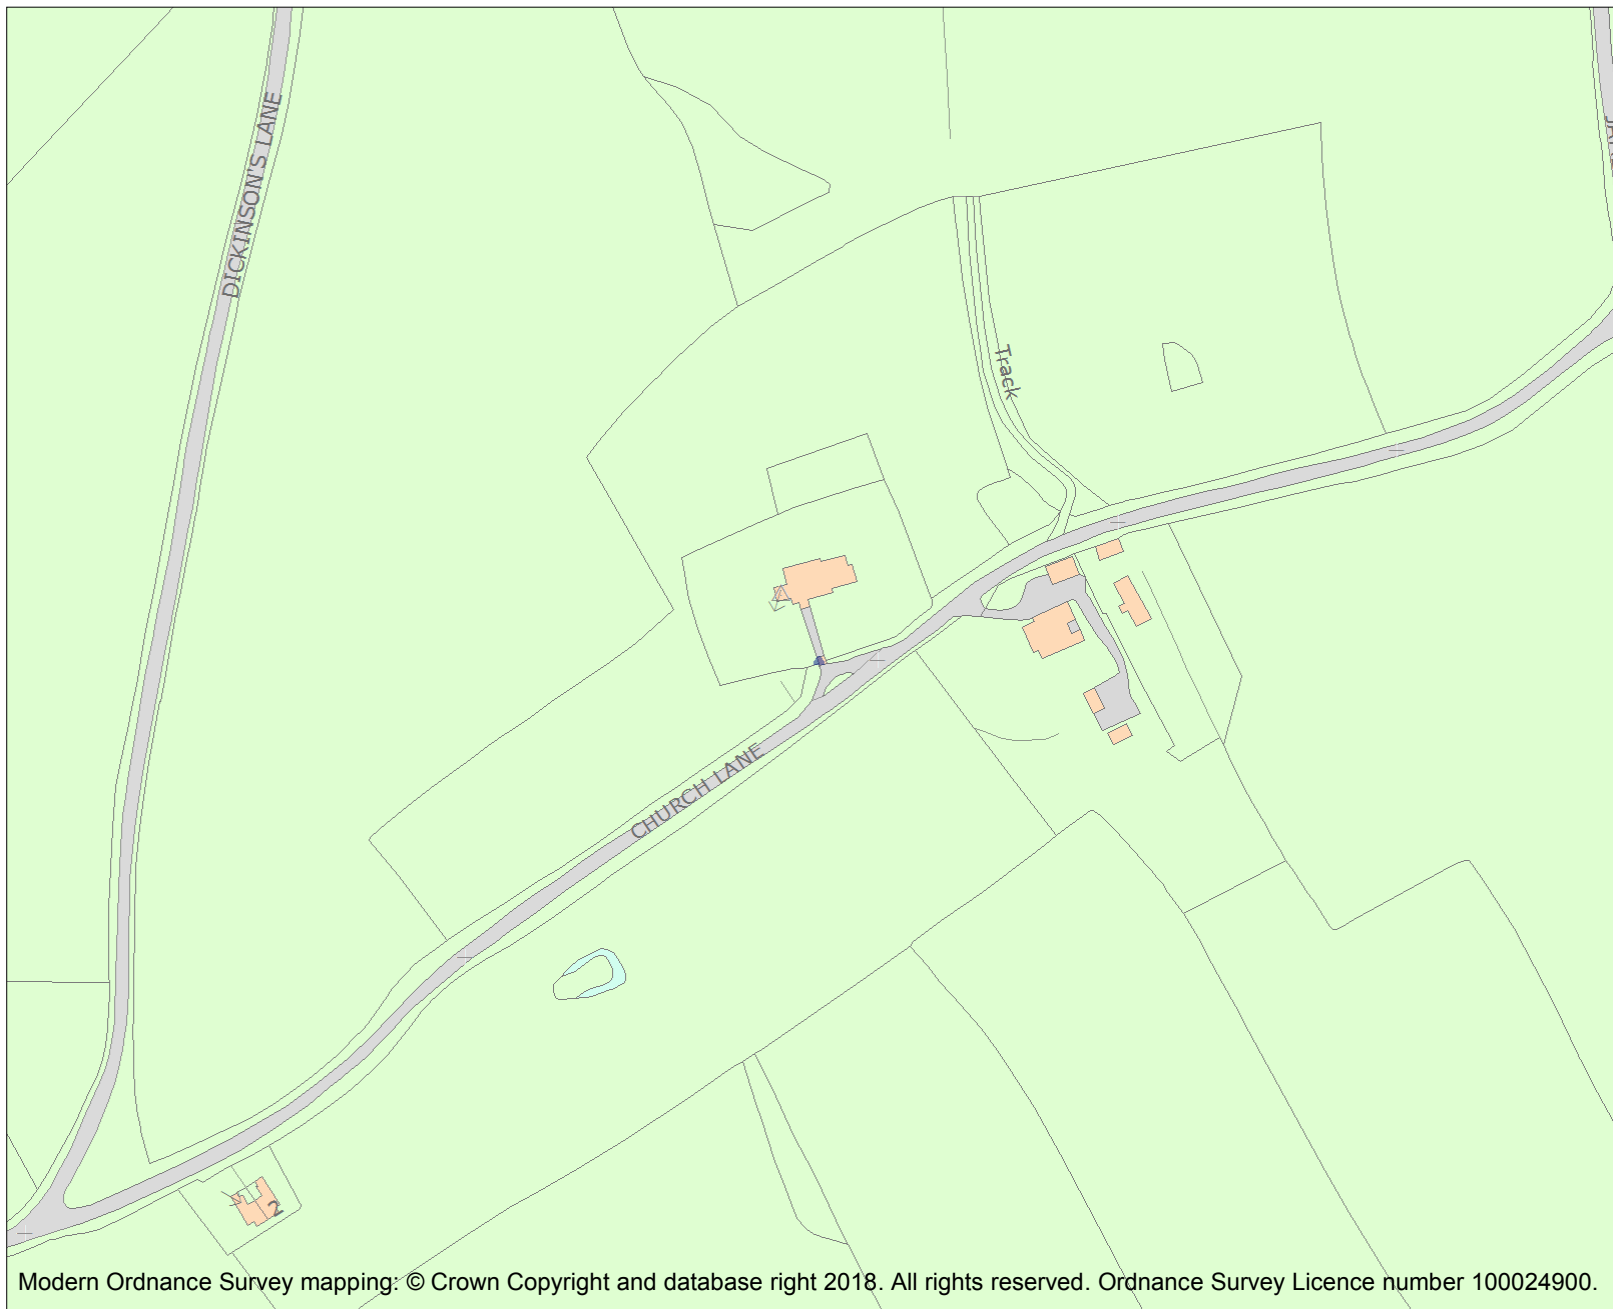 DICKINSON'S LANE
Track
CHURCH LANE
2
Modern Ordnance Survey mapping: © Crown Copyright and database right 2018. All rights reserved. Ordnance Survey Licence number 100024900.